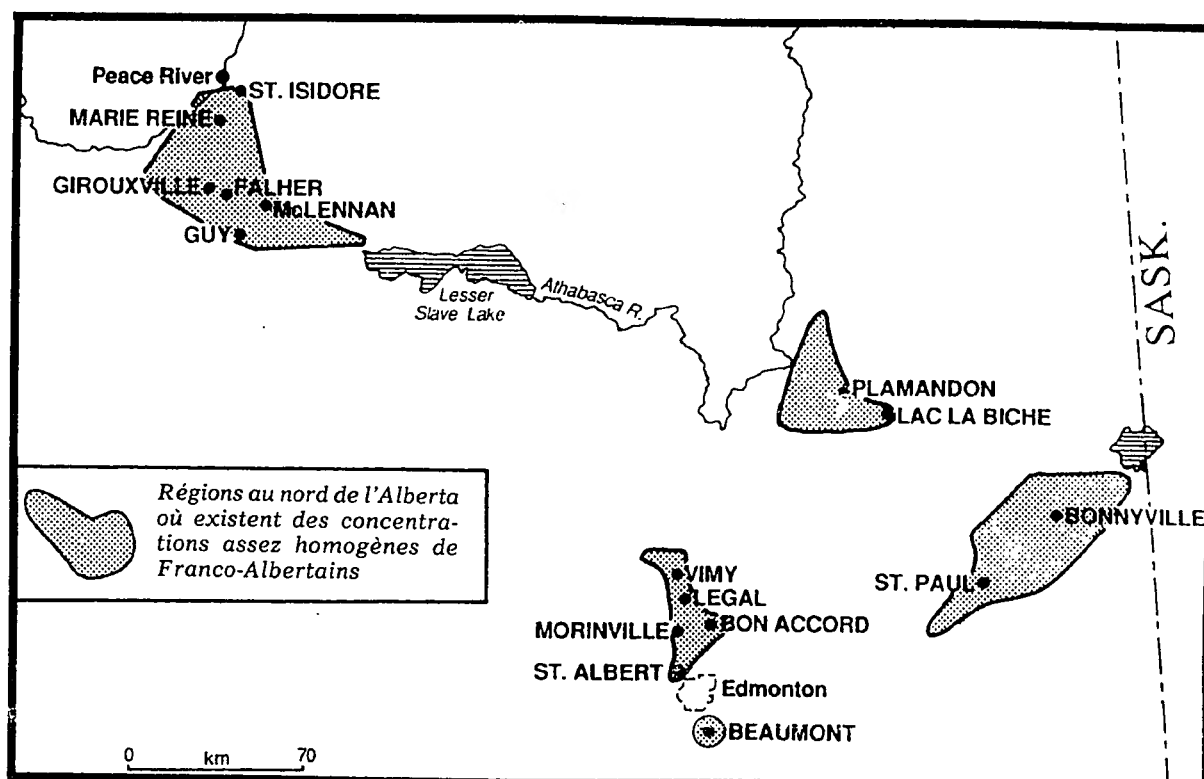 Peace River
ST. ISIDORE
MARIE REINE
GIROUXVILLE
FALHER
McLENNAN
GUY
Lesser
Slave Lake
Athabasca R.
SASK.
PLAMANDON
LAC LA BICHE
Régions au nord de l'Alberta
où existent des concentra-
tions assez homogènes de
Franco-Albertains
BONNYVILLE
ST. PAUL
VIMY
LEGAL
BON ACCORD
MORINVILLE
ST. ALBERT
Edmonton
BEAUMONT
0 km 70